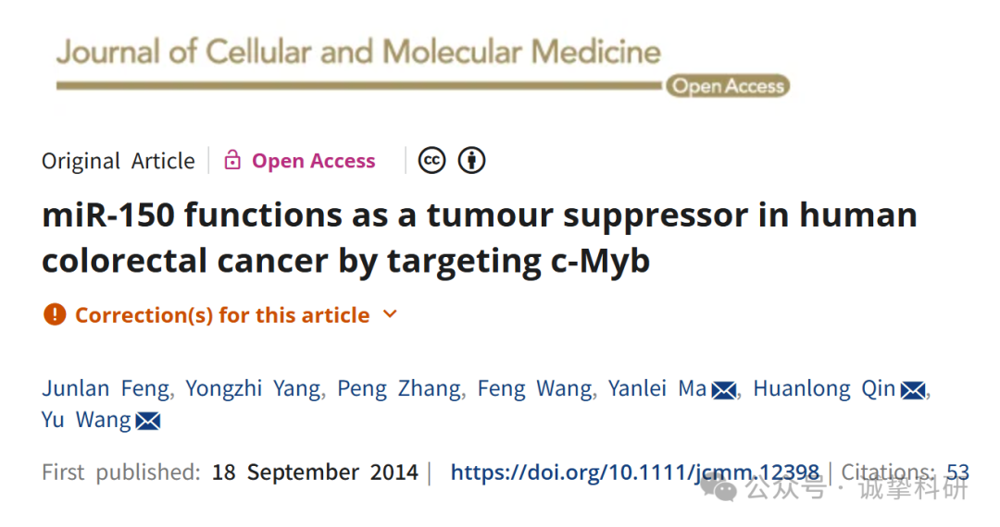 Journal of Cellular and Molecular Medicine
Open Access
Original Article Open Access
miR-150 functions as a tumour suppressor in human
colorectal cancer by targeting c-Myb
Correction(s) for this article
Junlan Feng, Yongzhi Yang, Peng Zhang, Feng Wang, Yanlei Ma, Huanlong Qin,
Yu Wang
First published: 18 September 2014 | https://doi.org/10.1111/jcmm.12398 | Citations: 53
公众号 · 诚挚科研